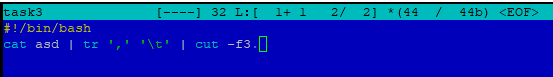 task3 [----] 32 L:[ 1+ 1 2/ 2] *(44 / 44b) <EOF>
#!/bin/bash
cat asd | tr ',' '\t' | cut -f3.